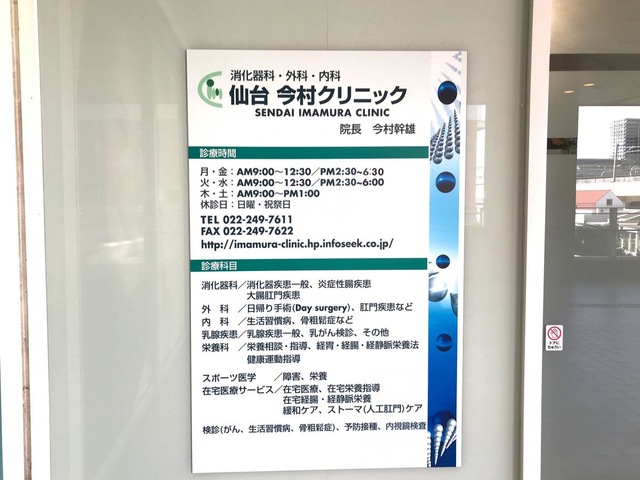 消化器科・外科・内科
仙台 今村クリニック
SENDAI IMAMURA CLINIC
院長 今村幹雄
診療時間
月・金：AM9:00～12:30／PM2:30~6:30
火・水：AM9:00～12:30／PM2:30~6:00
木・土：AM9:00～PM1:00
休診日：日曜・祝祭日
TEL 022-249-7611
FAX 022-249-7622
http://imamura-clinic.hp.infoseek.co.jp/
診療科目
消化器科／消化器疾患一般、炎症性腸疾患
大腸肛門疾患
外 科／日帰り手術(Day surgery)、肛門疾患など
内 科／生活習慣病、骨粗鬆症など
乳腺疾患／乳腺疾患一般、乳がん検診、その他
栄養科／栄養相談・指導、経胃・経腸・経静脈栄養法
健康運動指導
スポーツ医学 ／障害、栄養
在宅医療サービス／在宅医療、在宅栄養指導
在宅経腸・経静脈栄養
緩和ケア、ストーマ(人工肛門)ケア
検診(がん、生活習慣病、骨粗鬆症)、予防接種、内視鏡検査
ドアに
ちゅうい